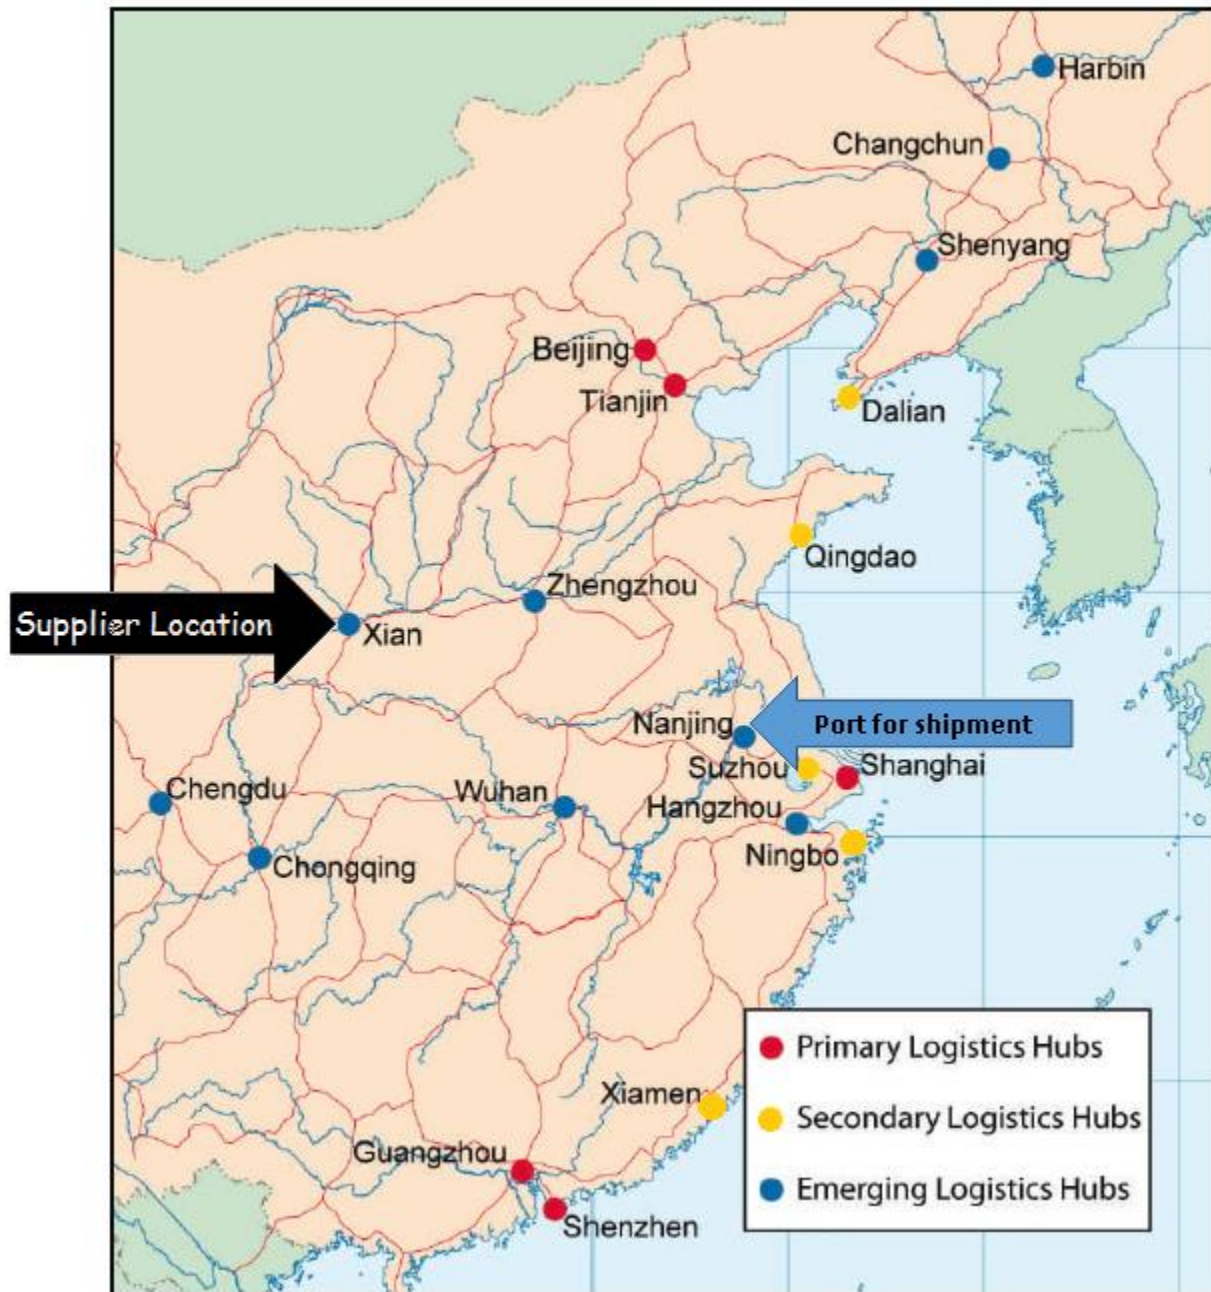 Harbin
Changchun
Shenyang
Beijing
Tianjin
Dalian
Qingdao
Zhengzhou
Supplier Location
Xian
Nanjing
Port for shipment
Suzhou
Shanghai
Chengdu
Wuhan
Hangzhou
Ningbo
Chongqing
Primary Logistics Hubs
Xiamen
Secondary Logistics Hubs
Guangzhou
Emerging Logistics Hubs
Shenzhen